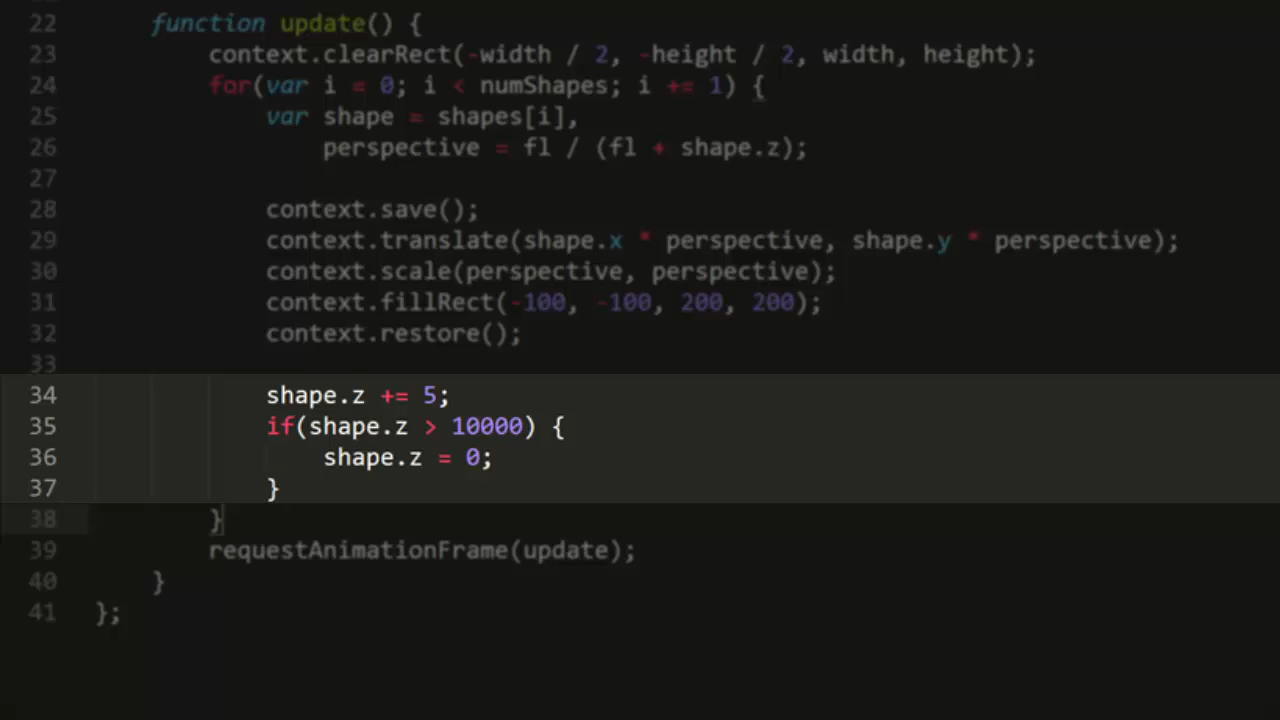 22 function update() {
23 context.clearRect(-width / 2, -height / 2, width, height);
24 for(var i = 0; i < numShapes; i += 1) {
25 var shape = shapes[i],
26 perspective = fl / (fl + shape.z);
27
28 context.save();
29 context.translate(shape.x * perspective, shape.y * perspective);
30 context.scale(perspective, perspective);
31 context.fillRect(-100, -100, 200, 200);
32 context.restore();
33
34 shape.z += 5;
35 if(shape.z > 10000) {
36 shape.z = 0;
37 }
38 }
39 requestAnimationFrame(update);
40 }
41 };